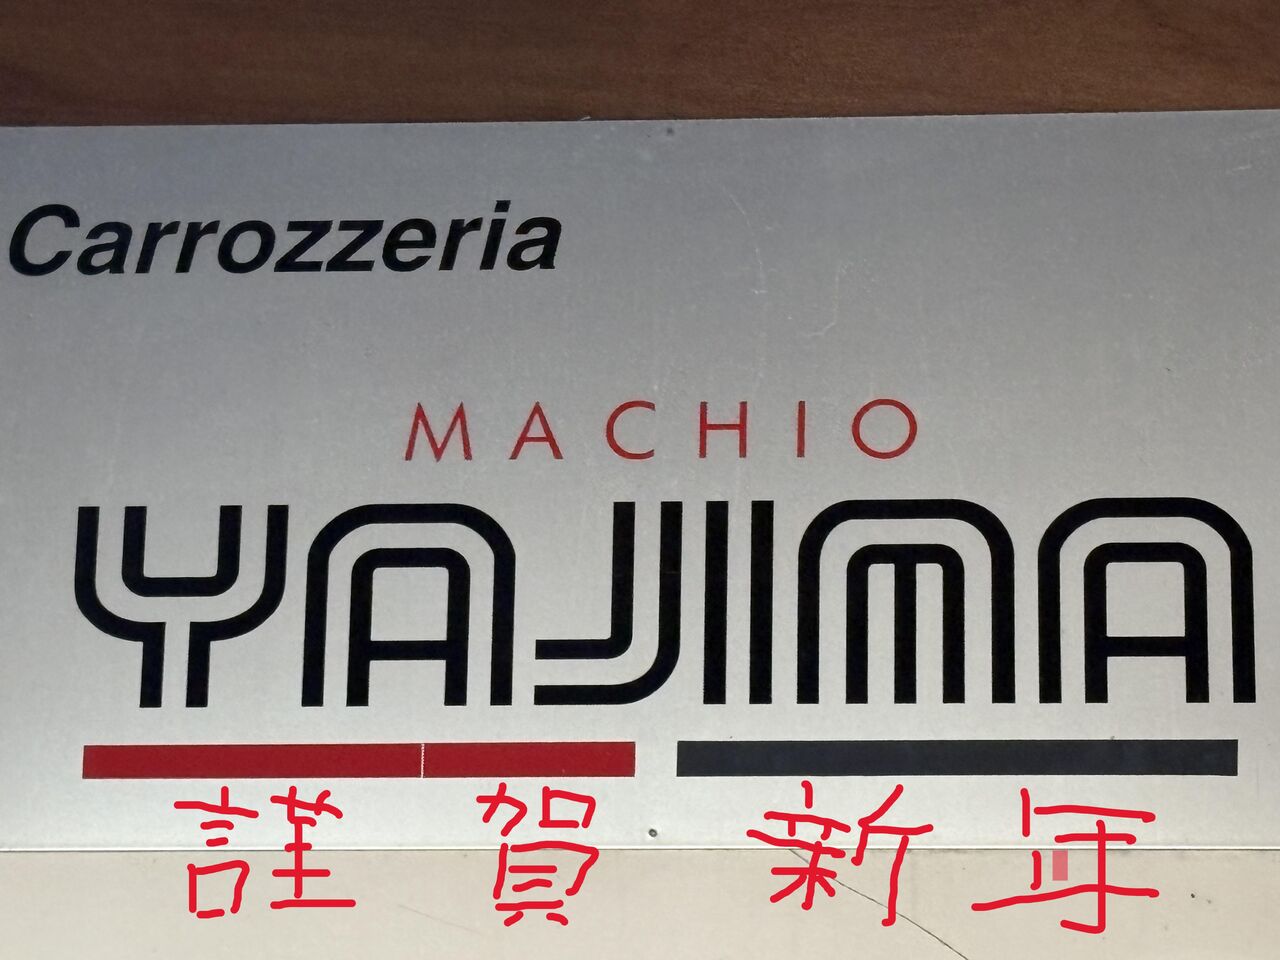 Carrozzeria
MACHIO
YAJIMA
謹賀新年